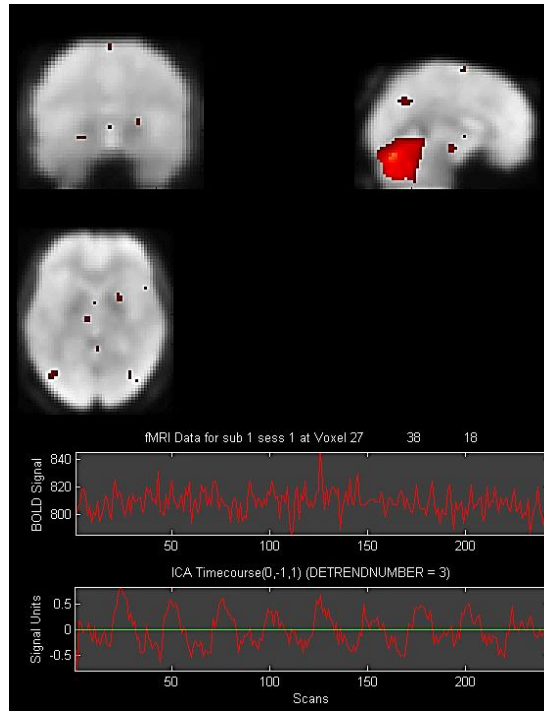 fMRI Data for sub 1 sess 1 at Voxel 27 38 18
840
820
800
BOLD Signal
50 100 150 200
ICA Timecourse(0,-1,1) (DETRENDNUMBER = 3)
0.5
0
-0.5
Signal Units
50 100 150 200
Scans